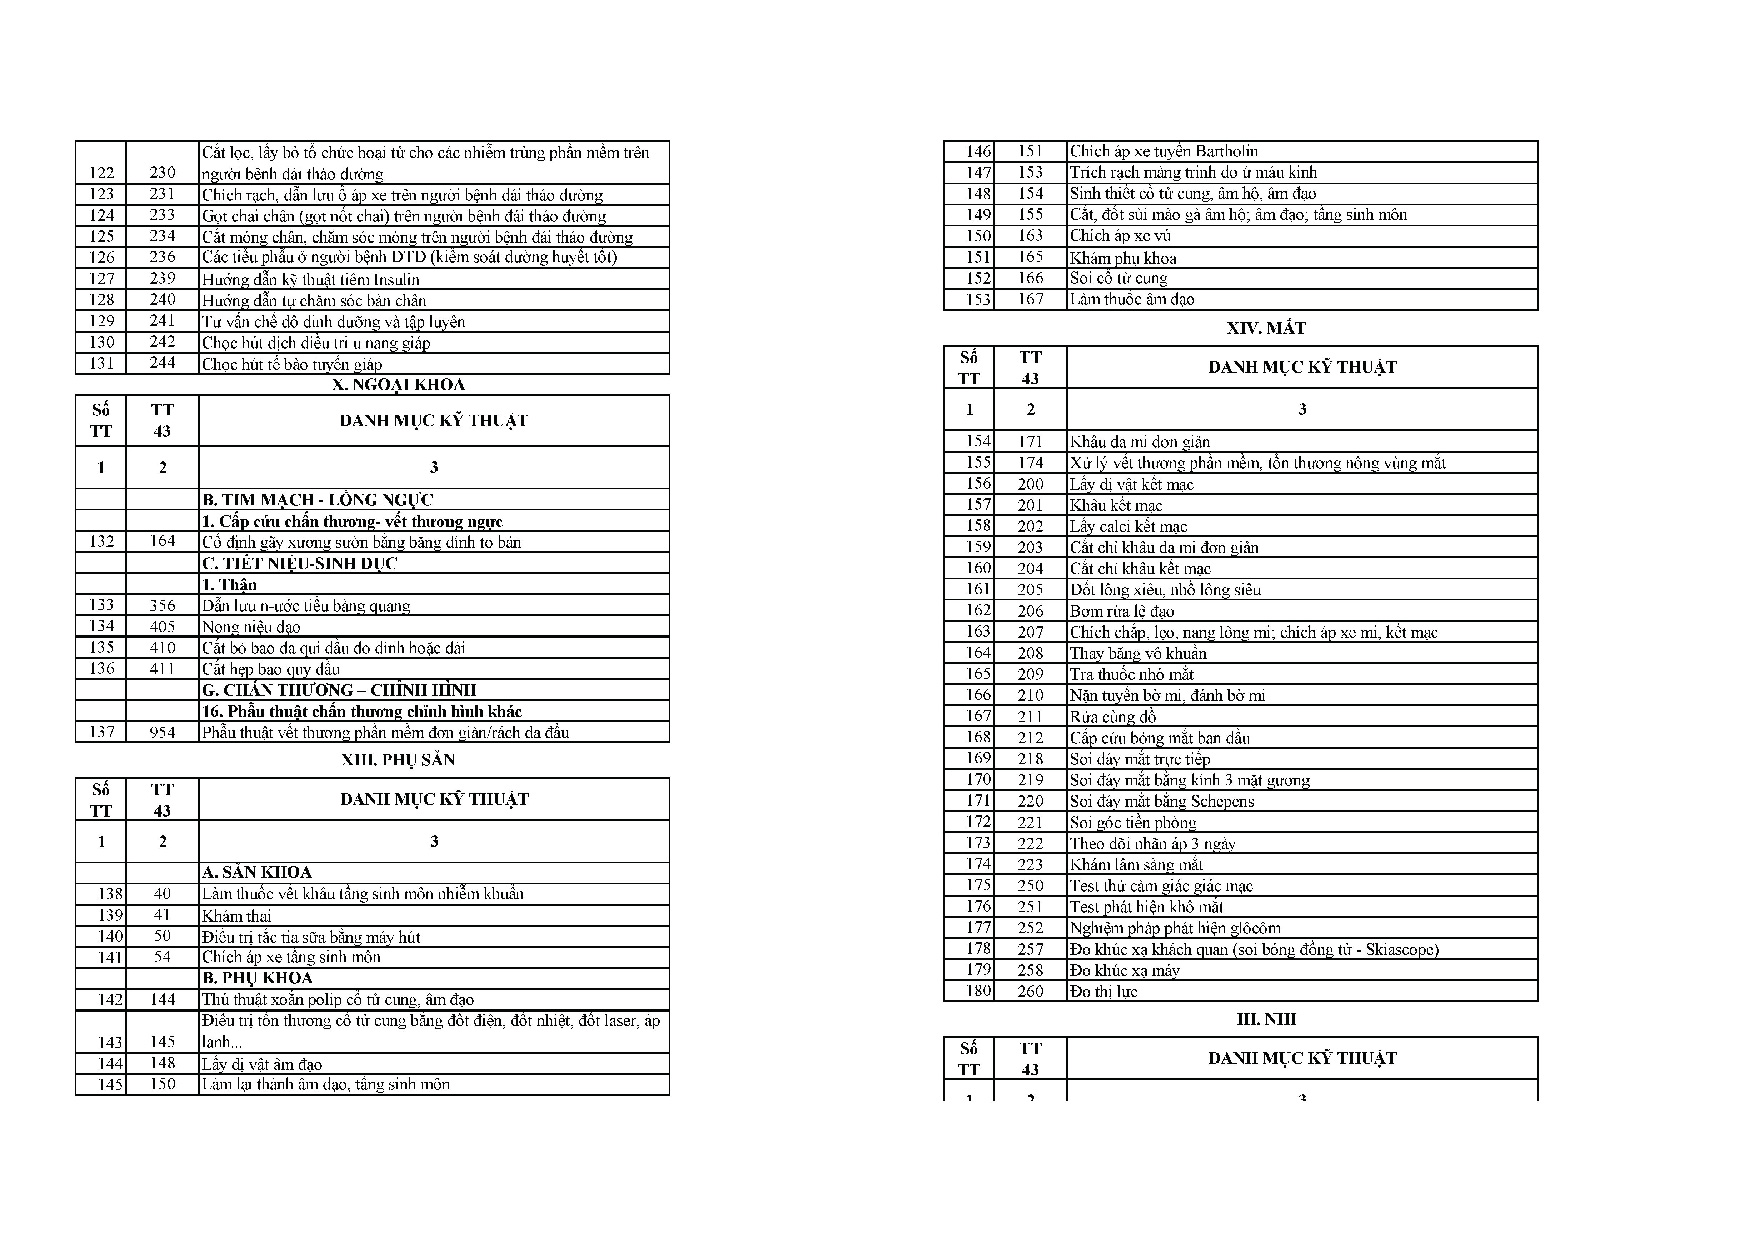 Cắt lọc, lấy bỏ tổ chức hoại tử cho các nhiễm trùng phần mềm trên
122 230 người bệnh đái tháo đường
123 231 Chích rạch, dẫn lưu ổ áp xe trên người bệnh đái tháo đường
124 233 Gọt chai chân (gọt nốt chai) trên người bệnh đái tháo đường
125 234 Cắt móng chân, chăm sóc móng trên người bệnh đái tháo đường
126 236 Các tiểu phẫu ở người bệnh ĐTĐ (kiểm soát đường huyết tốt)
127 239 Hướng dẫn kỹ thuật tiêm Insulin
128 240 Hướng dẫn tự chăm sóc bàn chân
129 241 Tư vấn chế độ dinh dưỡng và tập luyện
130 242 Chọc hút dịch điều trị u nang giáp
131 244 Chọc hút tế bào tuyến giáp
X. NGOẠI KHOA
Số TT TT 43 DANH MỤC KỸ THUẬT
1 2 3
B. TIM MẠCH - LỒNG NGỰC
1. Cấp cứu chấn thương- vết thương ngực
132 164 Cố định gãy xương sườn bằng băng dính to bản
C. TIẾT NIỆU-SINH DỤC
1. Thận
133 356 Dẫn lưu n-ước tiểu bàng quang
134 405 Nong niệu đạo
135 410 Cắt bỏ bao da qui đầu do dính hoặc dài
136 411 Cắt hẹp bao quy đầu
G. CHẤN THƯƠNG – CHỈNH HÌNH
16. Phẫu thuật chấn thương chỉnh hình khác
137 954 Phẫu thuật vết thương phần mềm đơn giản/rách da đầu
XIII. PHỤ SẢN
Số TT TT 43 DANH MỤC KỸ THUẬT
1 2 3
A. SẢN KHOA
138 40 Làm thuốc vết khâu tầng sinh môn nhiễm khuẩn
139 41 Khám thai
140 50 Điều trị tắc tia sữa bằng máy hút
141 54 Chích áp xe tầng sinh môn
B. PHỤ KHOA
142 144 Thủ thuật xoắn polip cổ tử cung, âm đạo
Điều trị tổn thương cổ tử cung bằng đốt điện, đốt nhiệt, đốt laser, áp
143 145 lạnh...
144 148 Lấy dị vật âm đạo
145 150 Làm lại thành âm đạo, tầng sinh môn
146 151 Chích áp xe tuyến Bartholin
147 153 Trích rạch màng trinh do ứ máu kinh
148 154 Sinh thiết cổ tử cung, âm hộ, âm đạo
149 155 Cắt, đốt sùi mào gà âm hộ; âm đạo; tầng sinh môn
150 163 Chích áp xe vú
151 165 Khám phụ khoa
152 166 Soi cổ tử cung
153 167 Làm thuốc âm đạo
XIV. MẮT
Số TT TT 43 DANH MỤC KỸ THUẬT
1 2 3
154 171 Khâu da mi đơn giản
155 174 Xử lý vết thương phần mềm, tổn thương nông vùng mắt
156 200 Lấy dị vật kết mạc
157 201 Khâu kết mạc
158 202 Lấy calci kết mạc
159 203 Cắt chỉ khâu da mi đơn giản
160 204 Cắt chỉ khâu kết mạc
161 205 Đốt lông xiêu, nhổ lông siêu
162 206 Bơm rửa lệ đạo
163 207 Chích chắp, lẹo, nang lông mi; chích áp xe mi, kết mạc
164 208 Thay băng vô khuẩn
165 209 Tra thuốc nhỏ mắt
166 210 Nặn tuyến bờ mi, đánh bờ mi
167 211 Rửa cùng đồ
168 212 Cấp cứu bỏng mắt ban đầu
169 218 Soi đáy mắt trực tiếp
170 219 Soi đáy mắt bằng kính 3 mặt gương
171 220 Soi đáy mắt bằng Schepens
172 221 Soi góc tiền phòng
173 222 Theo dõi nhãn áp 3 ngày
174 223 Khám lâm sàng mắt
175 250 Test thử cảm giác giác mạc
176 251 Test phát hiện khô mắt
177 252 Nghiệm pháp phát hiện glôcôm
178 257 Đo khúc xạ khách quan (soi bóng đồng tử - Skiascope)
179 258 Đo khúc xạ máy
180 260 Đo thị lực
III. NHI
Số TT TT 43 DANH MỤC KỸ THUẬT
1 2 3